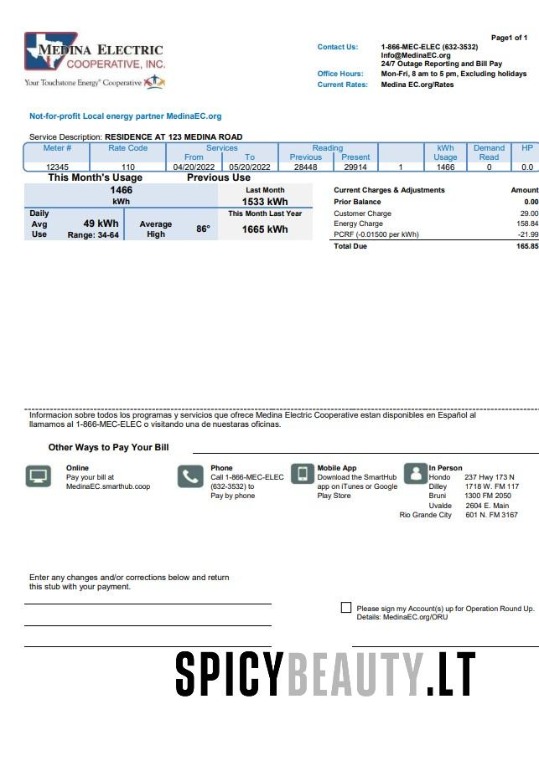 Page1 of 1
MEDINA ELECTRIC
COOPERATIVE, INC.
Your Touchstone Energy® Cooperative
Contact Us: 1-866-MEC-ELEC (632-3532)
Info@MedinaEC.org
24/7 Outage Reporting and Bill Pay
Office Hours: Mon-Fri, 8 am to 5 pm, Excluding holidays
Current Rates: Medina EC.org/Rates
Not-for-profit Local energy partner MedinaEC.org
Service Description: RESIDENCE AT 123 MEDINA ROAD
Meter # Rate Code Services Reading kWh Demand HP
From To Previous Present Usage Read
12345 110 04/20/2022 05/20/2022 28448 29914 1 1466 0 0.0
This Month's Usage Previous Use
1466 Last Month
kWh 1533 kWh
Daily This Month Last Year
Avg 49 kWh Average 86° 1665 kWh
Use Range: 34-64 High
Current Charges & Adjustments Amount
Prior Balance 0.00
Customer Charge 29.00
Energy Charge 158.84
PCRF (-0.01500 per kWh) -21.99
Total Due 165.85
Informacion sobre todos los programas y servicios que ofrece Medina Electric Cooperative estan disponibles en Español al
llamamos al 1-866-MEC-ELEC o visitando una de nuestaras oficinas.
Other Ways to Pay Your Bill
Online
Pay your bill at
MedinaEC.smarthub.coop
Phone
Call 1-866-MEC-ELEC
(632-3532) to
Pay by phone
Mobile App
Download the SmartHub
app on iTunes or Google
Play Store
In Person
Hondo 237 Hwy 173 N
Dilley 1718 W. FM 117
Bruni 1300 FM 2050
Uvalde 2604 E. Main
Rio Grande City 601 N. FM 3167
Enter any changes and/or corrections below and return
this stub with your payment.
Please sign my Account(s) up for Operation Round Up.
Details: MedinaEC.org/ORU
SPICYBEAUTY.LT